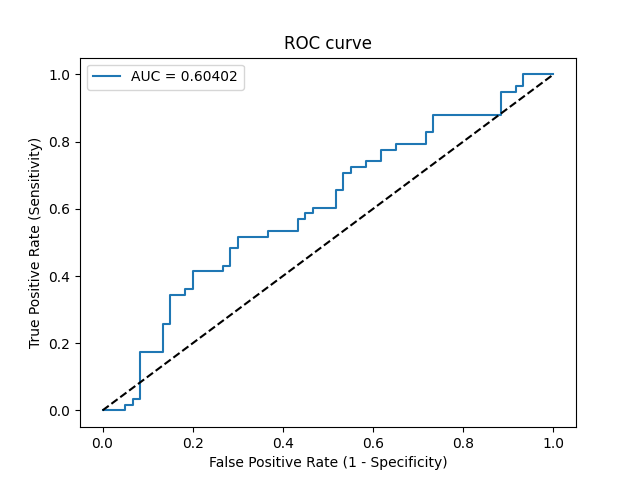 ROC curve
AUC = 0.60402
True Positive Rate (Sensitivity)
1.0
0.8
0.6
0.4
0.2
0.0
0.0 0.2 0.4 0.6 0.8 1.0
False Positive Rate (1 - Specificity)